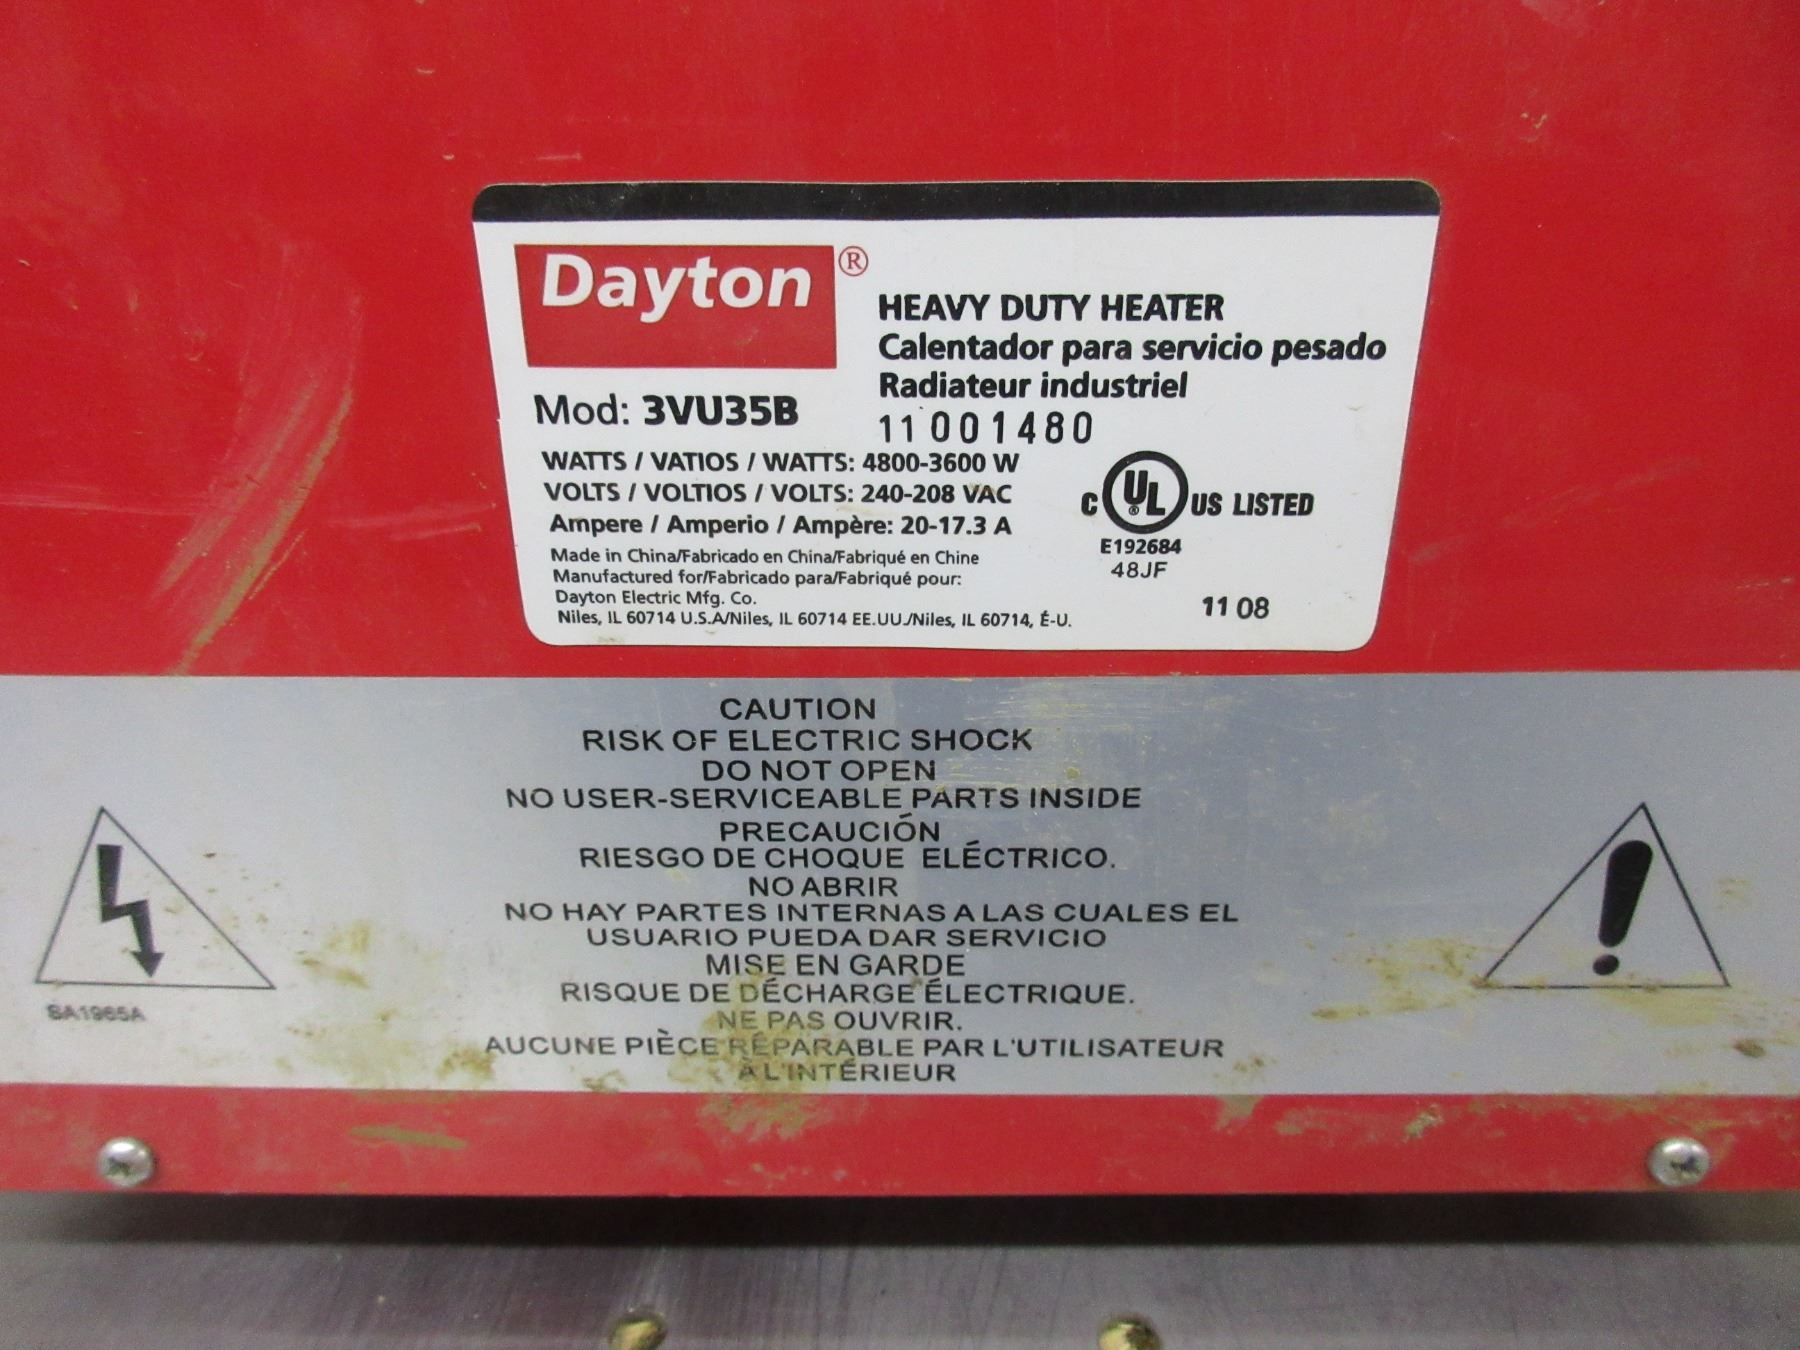 Dayton®
HEAVY DUTY HEATER
Calentador para servicio pesado
Radiateur industriel
Mod: 3VU35B
11 001480
WATTS / VATIOS / WATTS: 4800-3600 W
VOLTS / VOLTIOS / VOLTS: 240-208 VAC
Ampere / Amperio / Ampère: 20-17.3 A
C UL® US LISTED
E192684
48JF
Made in China/Fabricado en China/Fabriqué en Chine
Manufactured for/Fabricado para/Fabriqué pour:
Dayton Electric Mfg. Co.
Niles, IL 60714 U.S.A/Niles, IL 60714 EE.UU./Niles, IL 60714, É-U.
11 08
CAUTION
RISK OF ELECTRIC SHOCK
DO NOT OPEN
NO USER-SERVICEABLE PARTS INSIDE
PRECAUCIÓN
RIESGO DE CHOQUE ELÉCTRICO.
NO ABRIR
NO HAY PARTES INTERNAS A LAS CUALES EL
USUARIO PUEDA DAR SERVICIO
MISE EN GARDE
RISQUE DE DÉCHARGE ÉLECTRIQUE.
NE PAS OUVRIR.
AUCUNE PIÈCE RÉPARABLE PAR L'UTILISATEUR
À L'INTÉRIEUR
SA1965A